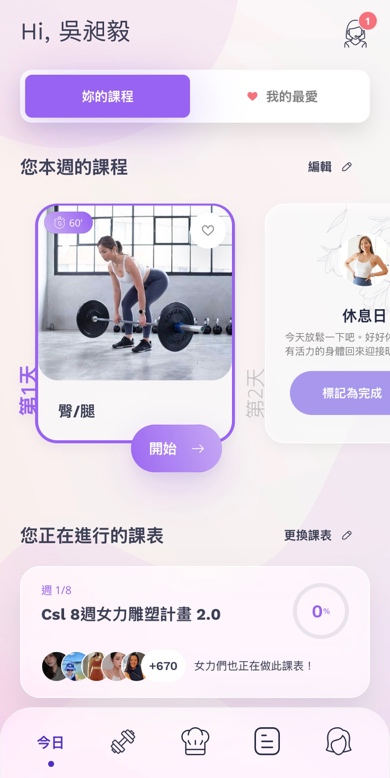 Hi, 吳昶毅
1
妳的課程
我的最愛
您本週的課程
編輯
60'
第1天
臀/腿
開始
第2天
休息日
今天放鬆一下吧。好好
有活力的身體回來迎接
標記為完成
您正在進行的課表
更換課表
週 1/8
Csl 8週女力雕塑計畫 2.0
0%
+670
女力們也正在做此課表！
今日